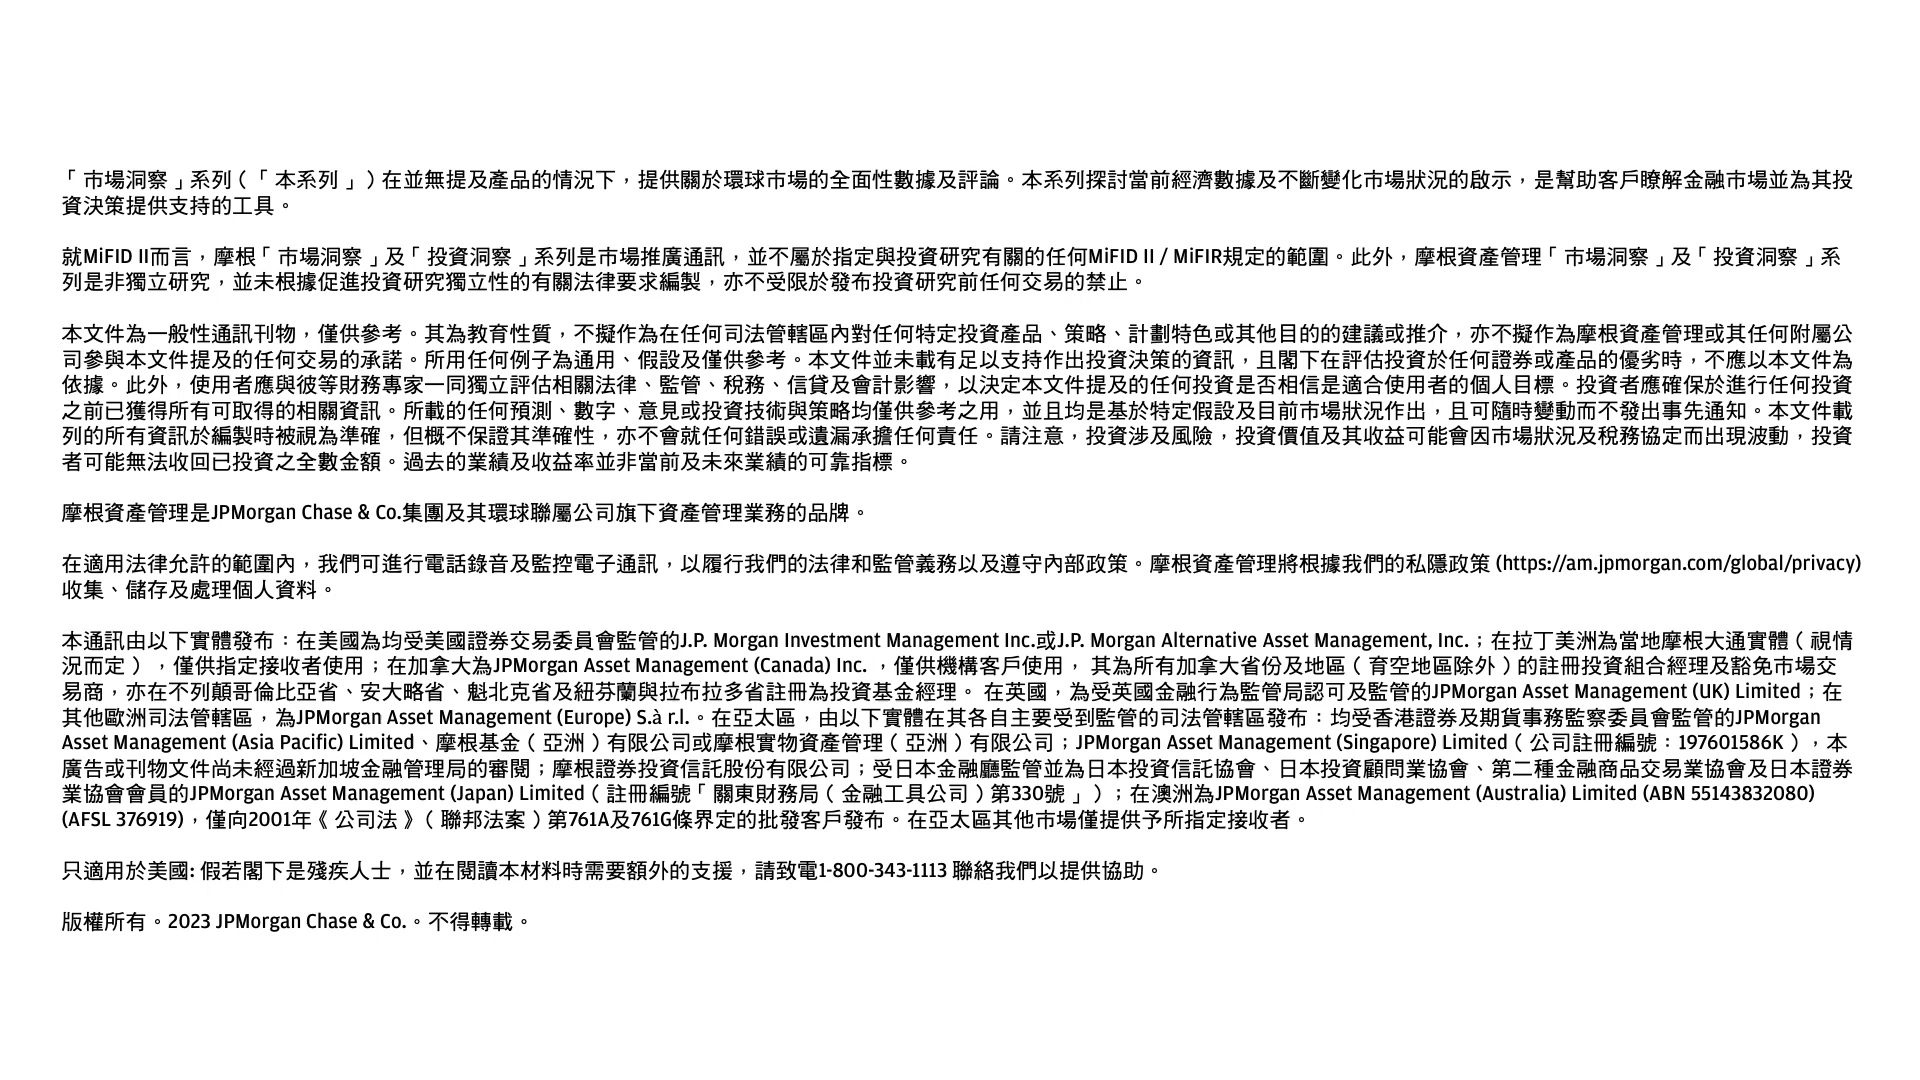 「市場洞察」系列(「本系列」)在並無提及產品的情況下，提供關於環球市場的全面性數據及評論。本系列探討當前經濟數據及不斷變化市場狀況的啟示，是幫助客戶瞭解金融市場並為其投
資決策提供支持的工具。
就MiFID II而言，摩根「市場洞察」及「投資洞察」系列是市場推廣通訊，並不屬於指定與投資研究有關的任何MiFID II / MiFIR規定的範圍。此外，摩根資產管理「市場洞察」及「投資洞察」系
列是非獨立研究，並未根據促進投資研究獨立性的有關法律要求編製，亦不受限於發布投資研究前任何交易的禁止。
本文件為一般性通訊刊物，僅供參考。其為教育性質，不擬作為在任何司法管轄區內對任何特定投資產品、策略、計劃特色或其他目的的建議或推介，亦不擬作為摩根資產管理或其任何附屬公
司參與本文件提及的任何交易的承諾。所用任何例子為通用、假設及僅供參考。本文件並未載有足以支持作出投資決策的資訊，且閣下在評估投資於任何證券或產品的優劣時，不應以本文件為
依據。此外，使用者應與彼等財務專家一同獨立評估相關法律、監管、稅務、信貸及會計影響，以決定本文件提及的任何投資是否相信是適合使用者的個人目標。投資者應確保於進行任何投資
之前已獲得所有可取得的相關資訊。所載的任何預測、數字、意見或投資技術與策略均僅供參考之用，並且均是基於特定假設及目前市場狀況作出，且可隨時變動而不發出事先通知。本文件載
列的所有資訊於編製時被視為準確，但概不保證其準確性，亦不會就任何錯誤或遺漏承擔任何責任。請注意，投資涉及風險，投資價值及其收益可能會因市場狀況及稅務協定而出現波動，投資
者可能無法收回已投資之全數金額。過去的業績及收益率並非當前及未來業績的可靠指標。
摩根資產管理是JPMorgan Chase & Co.集團及其環球聯屬公司旗下資產管理業務的品牌。
在適用法律允許的範圍內，我們可進行電話錄音及監控電子通訊，以履行我們的法律和監管義務以及遵守內部政策。摩根資產管理將根據我們的私隱政策 (https://am.jpmorgan.com/global/privacy)
收集、儲存及處理個人資料。
本通訊由以下實體發布：在美國為均受美國證券交易委員會監管的J.P. Morgan Investment Management Inc.或J.P. Morgan Alternative Asset Management, Inc.；在拉丁美洲為當地摩根大通實體（視情
況而定），僅供指定接收者使用；在加拿大為JPMorgan Asset Management (Canada) Inc. ，僅供機構客戶使用， 其為所有加拿大省份及地區（育空地區除外）的註冊投資組合經理及豁免市場交
易商，亦在不列顛哥倫比亞省、安大略省、魁北克省及紐芬蘭與拉布拉多省註冊為投資基金經理。 在英國，為受英國金融行為監管局認可及監管的JPMorgan Asset Management (UK) Limited；在
其他歐洲司法管轄區，為JPMorgan Asset Management (Europe) S.à r.l.。在亞太區，由以下實體在其各自主要受到監管的司法管轄區發布：均受香港證券及期貨事務監察委員會監管的JPMorgan
Asset Management (Asia Pacific) Limited、摩根基金（亞洲）有限公司或摩根實物資產管理（亞洲）有限公司；JPMorgan Asset Management (Singapore) Limited（公司註冊編號：197601586K），本
廣告或刊物文件尚未經過新加坡金融管理局的審閱；摩根證券投資信託股份有限公司；受日本金融廳監管並為日本投資信託協會、日本投資顧問業協會、第二種金融商品交易業協會及日本證券
業協會會員的JPMorgan Asset Management (Japan) Limited（註冊編號「關東財務局（金融工具公司）第330號」）；在澳洲為JPMorgan Asset Management (Australia) Limited (ABN 55143832080)
(AFSL 376919)，僅向2001年《公司法》（聯邦法案）第761A及761G條界定的批發客戶發布。在亞太區其他市場僅提供予所指定接收者。
只適用於美國: 假若閣下是殘疾人士，並在閱讀本材料時需要額外的支援，請致電1-800-343-1113 聯絡我們以提供協助。
版權所有。2023 JPMorgan Chase & Co.。不得轉載。